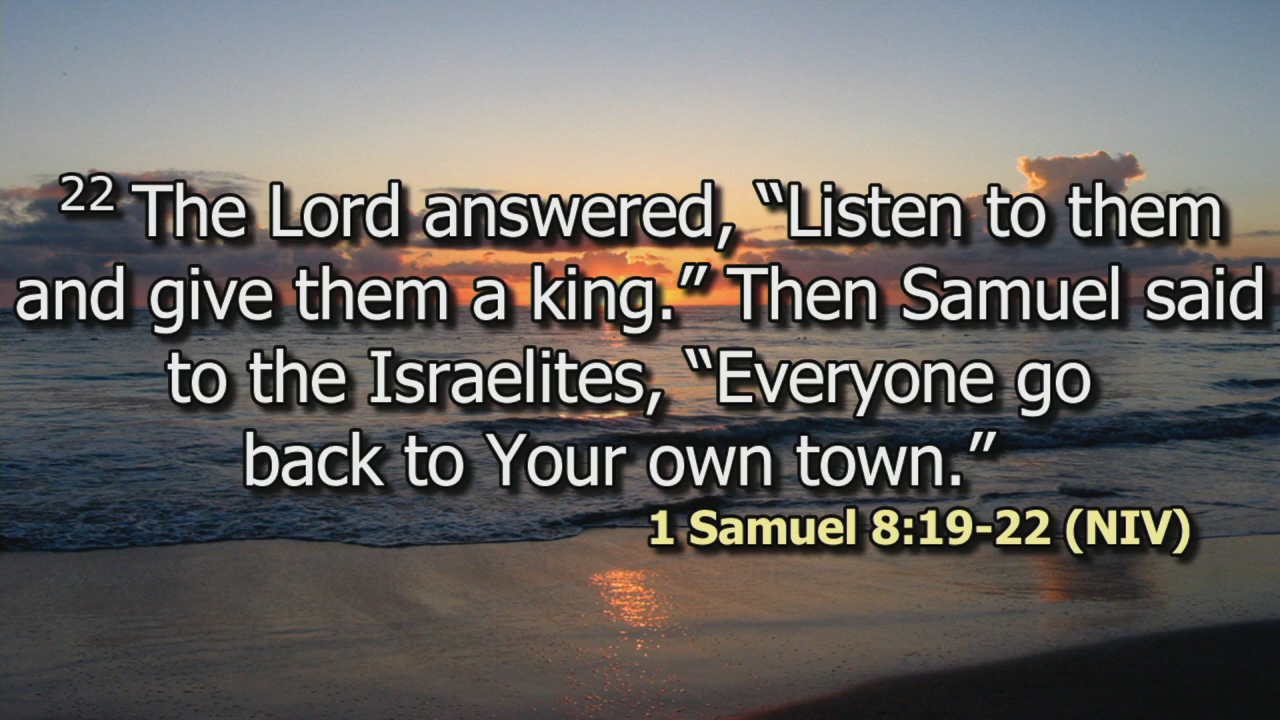 22 The Lord answered, “Listen to them
and give them a king.” Then Samuel said
to the Israelites, “Everyone go
back to Your own town.”
1 Samuel 8:19-22 (NIV)